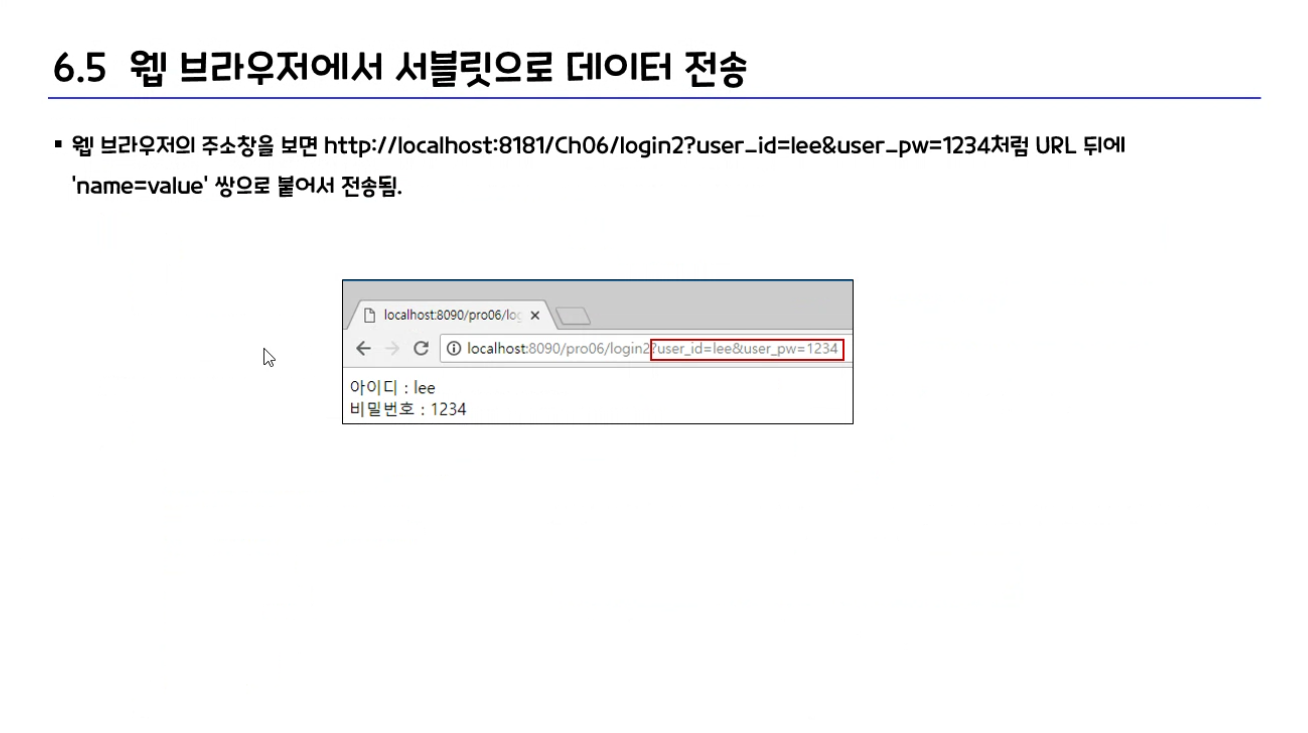 6.5 웹 브라우저에서 서블릿으로 데이터 전송
▪ 웹 브라우저의 주소창을 보면 http://localhost:8181/Ch06/login2?user_id=lee&user_pw=1234처럼 URL 뒤에
'name=value' 쌍으로 붙어서 전송됨.
localhost:8090/pro06/log
localhost:8090/pro06/login2?user_id=lee&user_pw=1234
아이디 : lee
비밀번호 : 1234